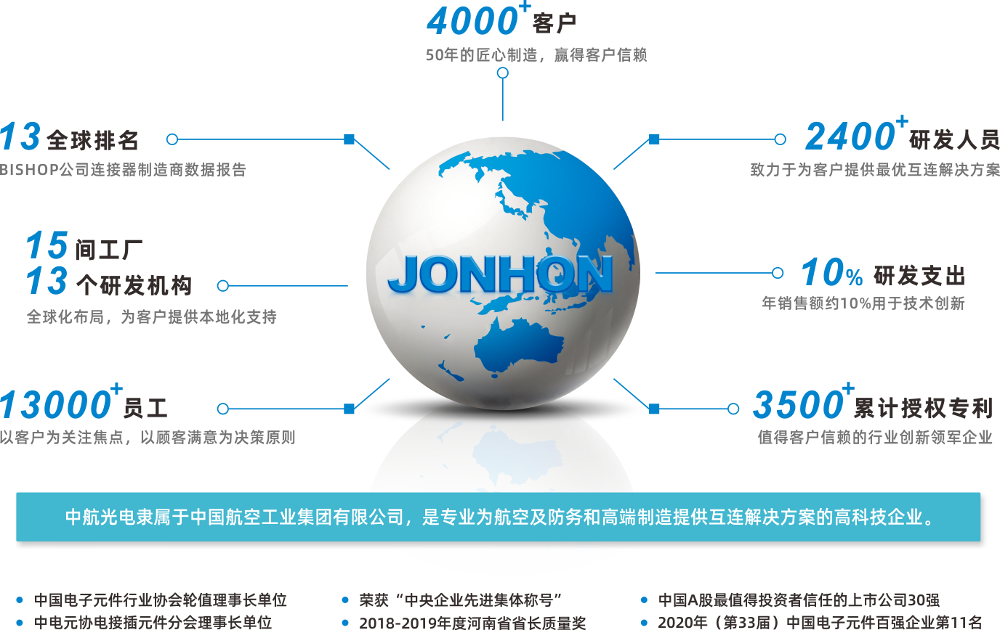 4000+客户
50年的匠心制造，赢得客户信赖
13 全球排名
BISHOP公司连接器制造商数据报告
2400+研发人员
致力于为客户提供最优互连解决方案
15 间工厂
13 个研发机构
全球化布局，为客户提供本地化支持
JONHON
10% 研发支出
年销售额约10%用于技术创新
13000+员工
以客户为关注焦点，以顾客满意为决策原则
3500+累计授权专利
值得客户信赖的行业创新领军企业
中航光电隶属于中国航空工业集团有限公司，是专业为航空及防务和高端制造提供互连解决方案的高科技企业。
中国电子元件行业协会轮值理事长单位
荣获“中央企业先进集体称号”
中国A股最值得投资者信任的上市公司30强
中电元协电接插元件分会理事长单位
2018-2019年度河南省省长质量奖
2020年（第33届）中国电子元件百强企业第11名